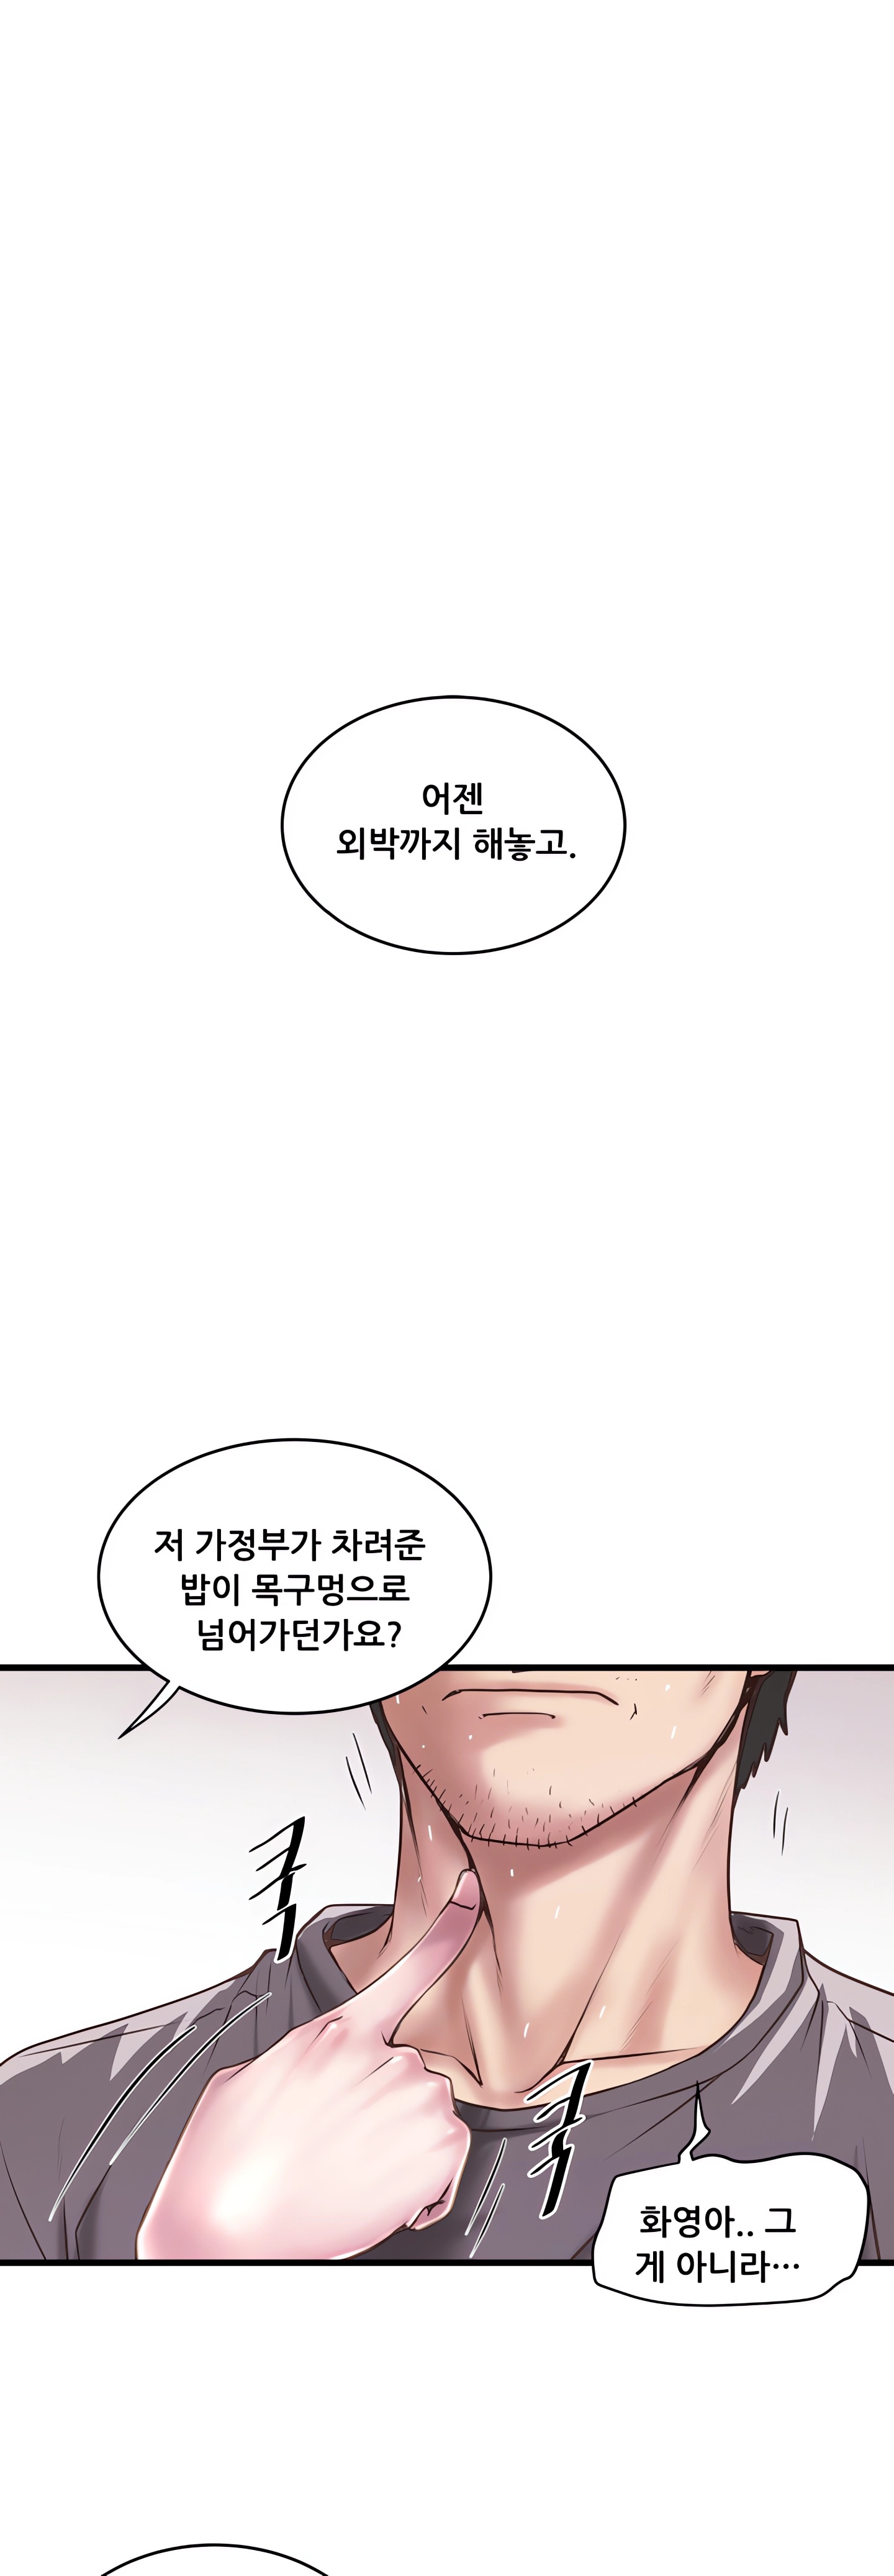 어젠
외박까지 해놓고.
저 가정부가 차려준
밥이 목구멍으로
넘어가던가요?
화영아.. 그
게 아니라…